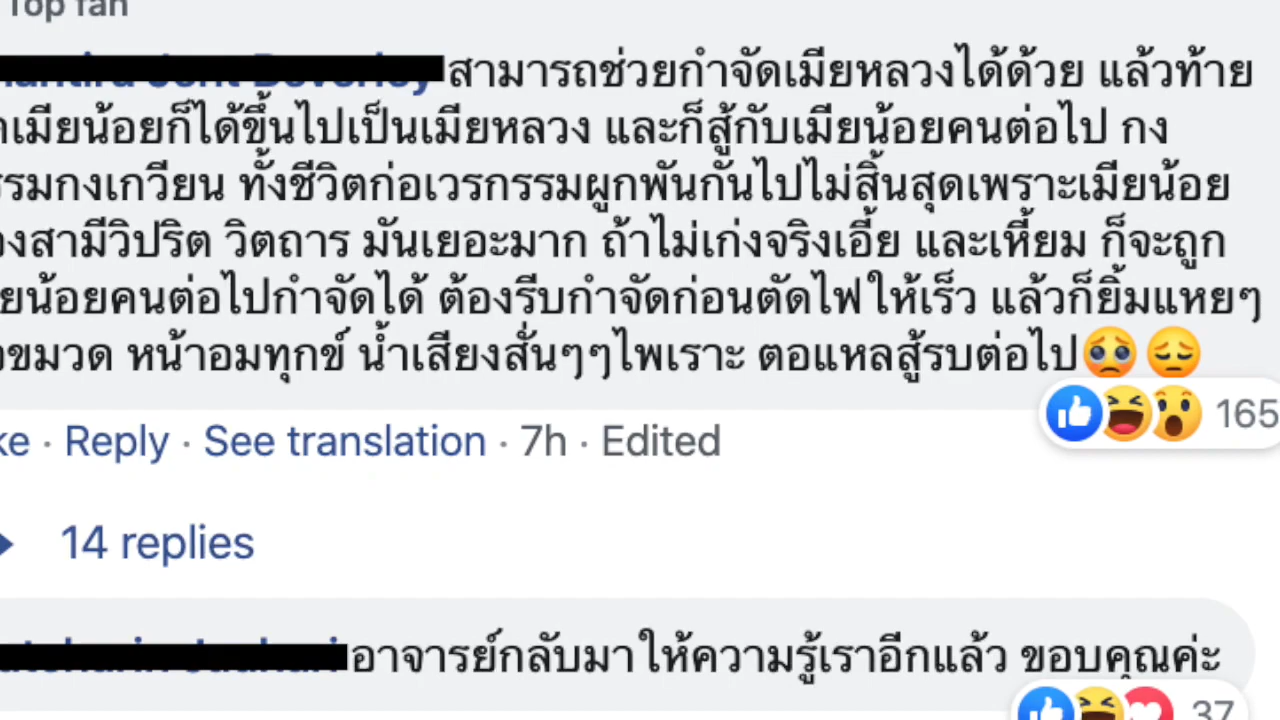 Top fan
สามารถช่วยกำจัดเมียหลวงได้ด้วย แล้วท้าย
เมียน้อยก็ได้ขึ้นไปเป็นเมียหลวง และก็สู้กับเมียน้อยคนต่อไป กง
รรมกงเกวียน ทั้งชีวิตก่อเวรกรรมผูกพันกันไปไม่สิ้นสุดเพราะเมียน้อย
องสามีวิปริต วิตถาร มันเยอะมาก ถ้าไม่เก่งจริงเอี้ย และเหี้ยม ก็จะถูก
ยน้อยคนต่อไปกำจัดได้ ต้องรีบกำจัดก่อนตัดไฟให้เร็ว แล้วก็ยิ้มแหยๆ
วขมวด หน้าอมทุกข์ น้ำเสียงสั่นๆๆไพเราะ ตอแหลสู้รบต่อไป🥺😔
165
ke · Reply · See translation · 7h · Edited
14 replies
อาจารย์กลับมาให้ความรู้เราอีกแล้ว ขอบคุณค่ะ
37